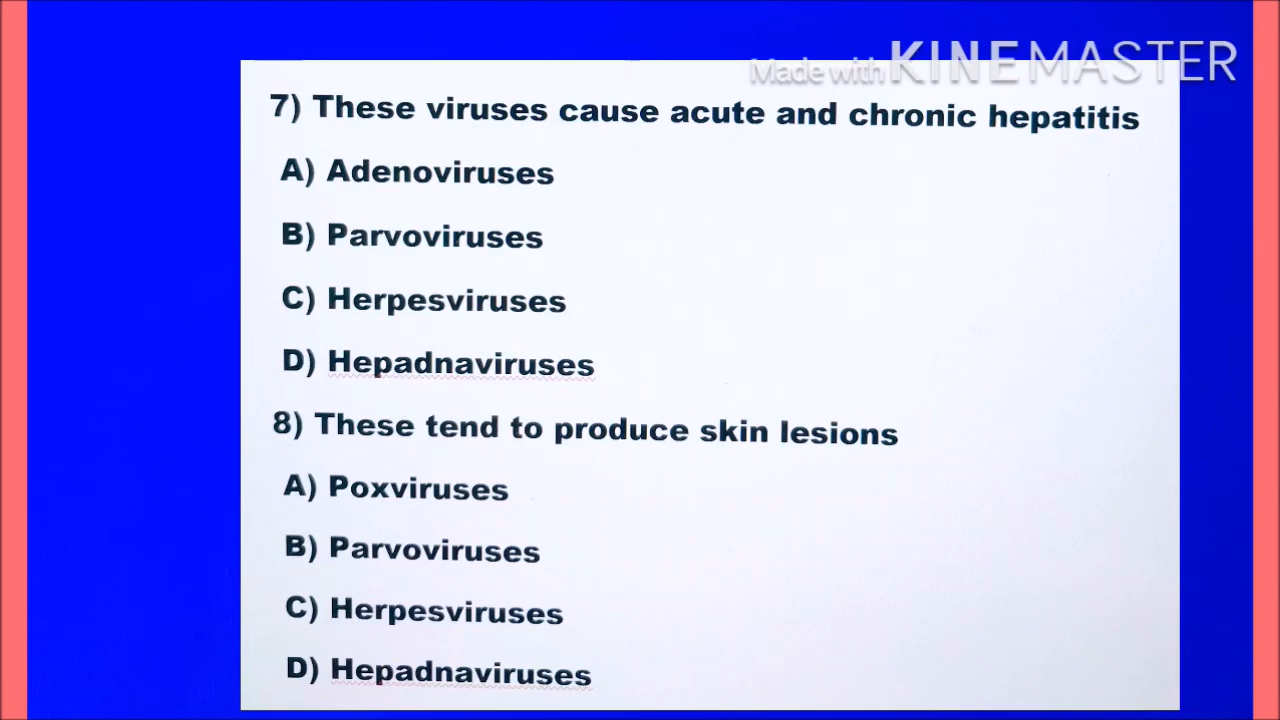 Made with KINEMASTER
7) These viruses cause acute and chronic hepatitis
A) Adenoviruses
B) Parvoviruses
C) Herpesviruses
D) Hepadnaviruses
8) These tend to produce skin lesions
A) Poxviruses
B) Parvoviruses
C) Herpesviruses
D) Hepadnaviruses